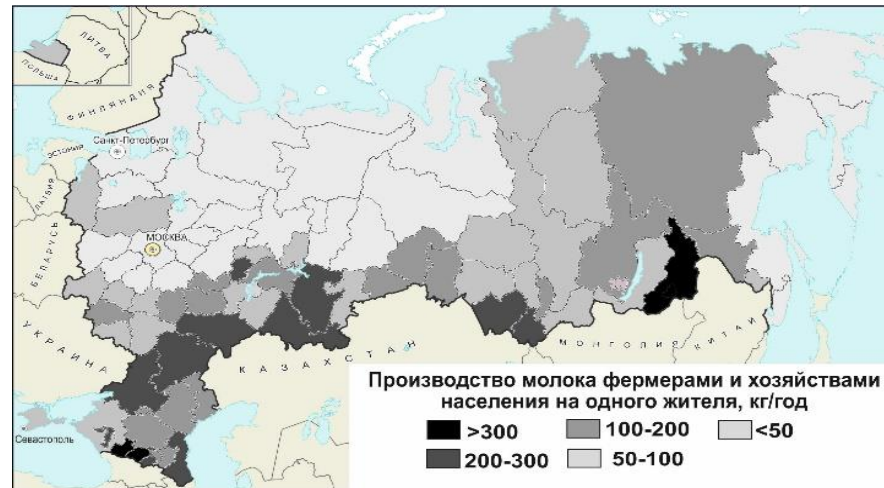 ЛИТВА
ПОЛЬША
ФИНЛЯНДИЯ
Санкт-Петербург
ЭСТОНИЯ
ЛАТВИЯ
БЕЛАРУСЬ
МОСКВА
УКРАИНА
КАЗАХСТАН
МОНГОЛИЯ
КИТАЙ
Севастополь
Производство молока фермерами и хозяйствами
населения на одного жителя, кг/год
>300 100-200 <50
200-300 50-100